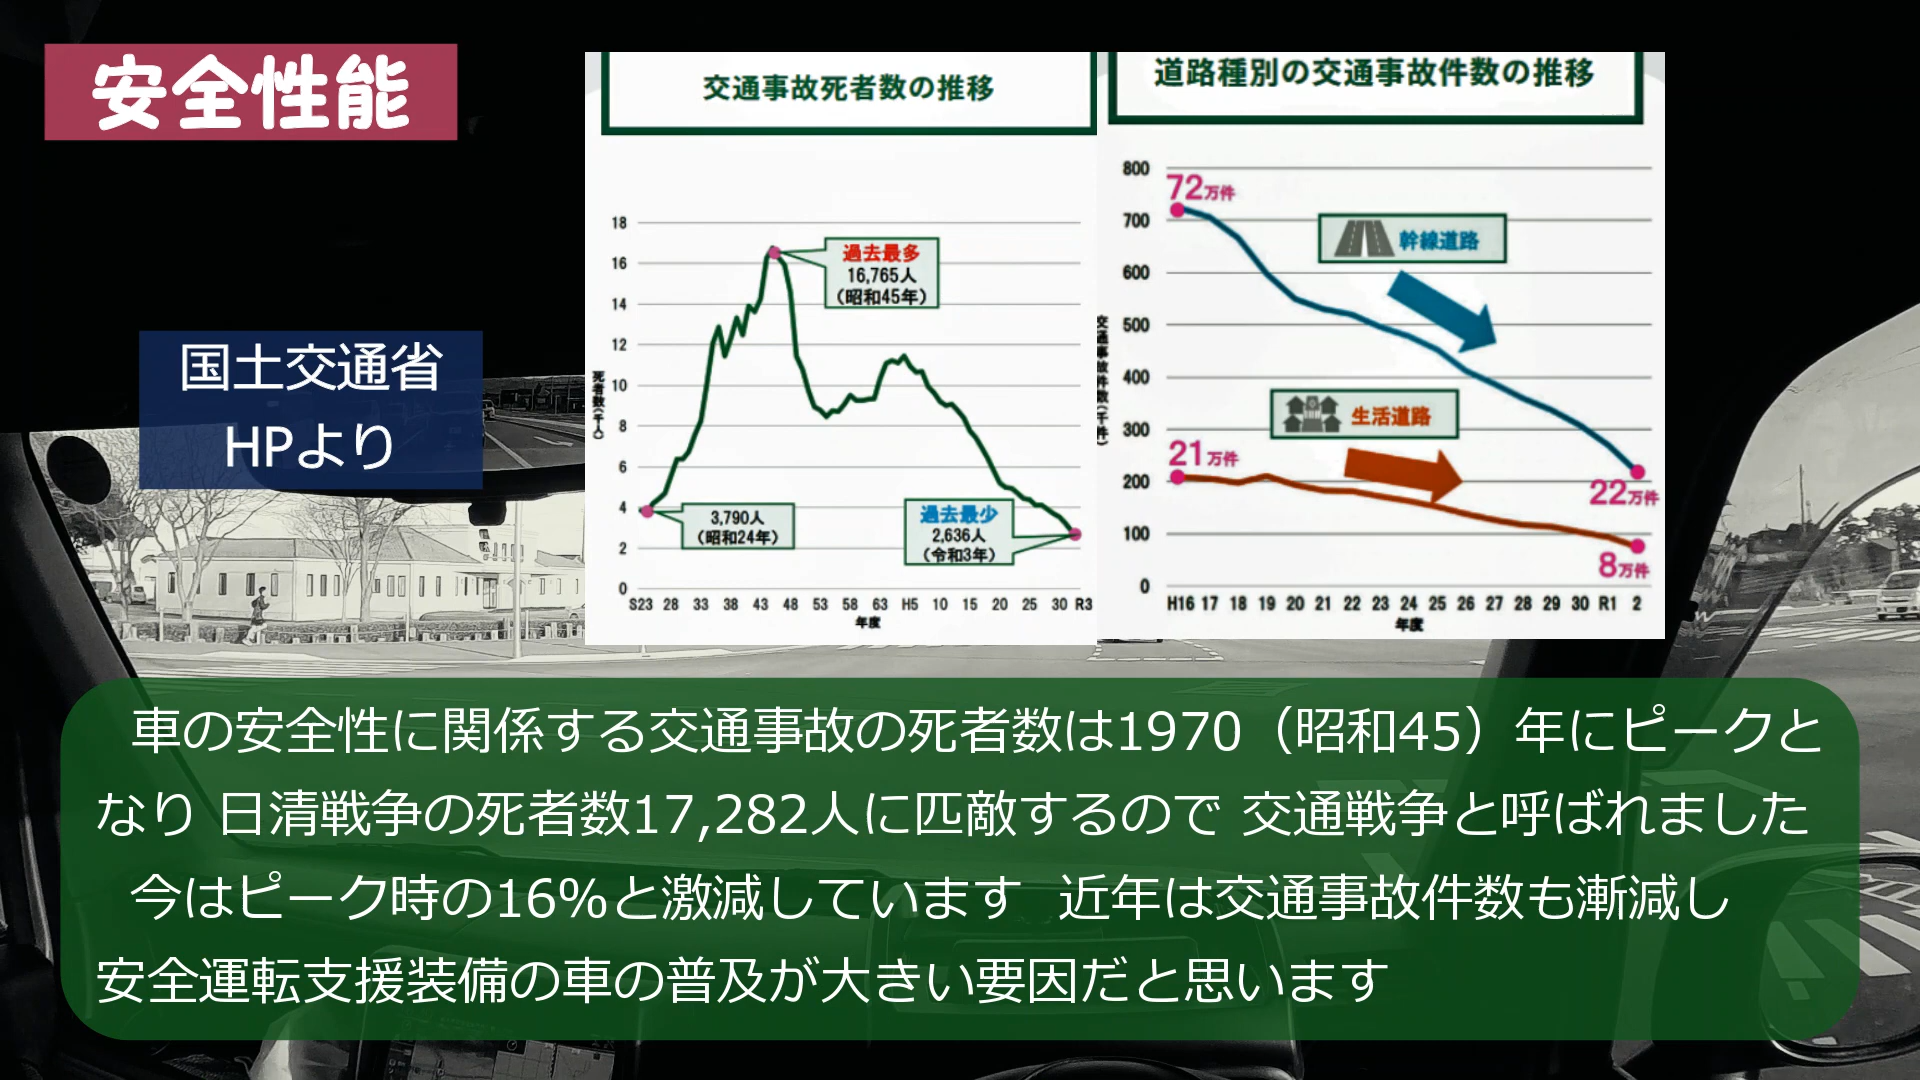 安全性能
国土交通省
HPより
交通事故死者数の推移
死者数(千人)
18
16
14
12
10
8
6
4
2
0
過去最多
16,765人
(昭和45年)
3,790人
(昭和24年)
過去最少
2,636人
(令和3年)
S23 28 33 38 43 48 53 58 63 H5 10 15 20 25 30 R3
年度
道路種別の交通事故件数の推移
交通事故件数(千件)
800
700
600
500
400
300
200
100
0
72万件
幹線道路
生活道路
21万件
22万件
8万件
H16 17 18 19 20 21 22 23 24 25 26 27 28 29 30 R1 2
年度
車の安全性に関係する交通事故の死者数は1970（昭和45）年にピークと
なり 日清戦争の死者数17,282人に匹敵するので 交通戦争と呼ばれました
今はピーク時の16%と激減しています 近年は交通事故件数も漸減し
安全運転支援装備の車の普及が大きい要因だと思います